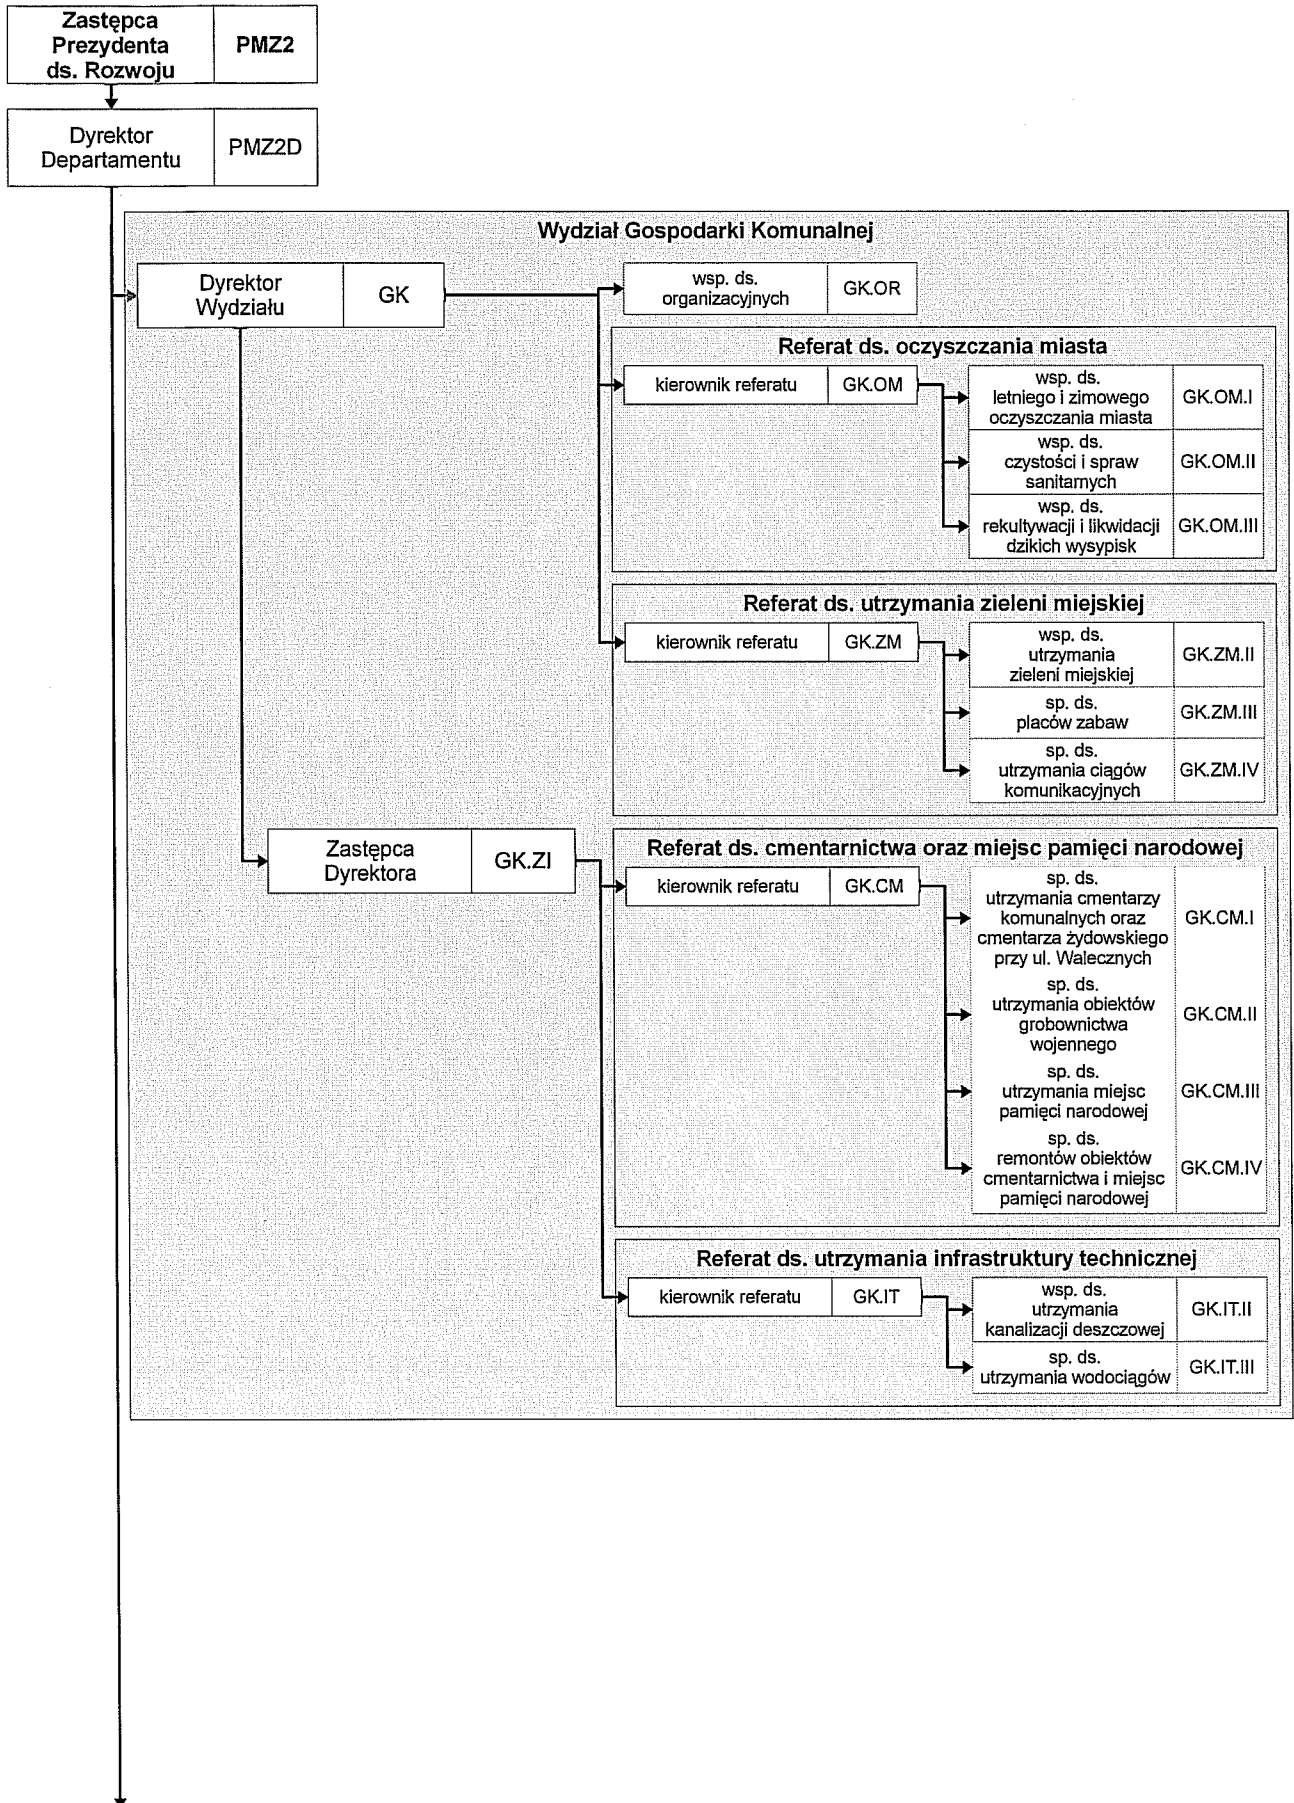 Zastępca
Prezydenta
ds. Rozwoju
PMZ2
Dyrektor
Departamentu
PMZ2D
Wydział Gospodarki Komunalnej
Dyrektor
Wydziału
GK
wsp. ds.
organizacyjnych
GK.OR
Referat ds. oczyszczania miasta
kierownik referatu
GK.OM
wsp. ds.
letniego i zimowego
oczyszczania miasta
GK.OM.I
wsp. ds.
czystości i spraw
sanitarnych
GK.OM.II
wsp. ds.
rekultywacji i likwidacji
dzikich wysypisk
GK.OM.III
Referat ds. utrzymania zieleni miejskiej
kierownik referatu
GK.ZM
wsp. ds.
utrzymania
zieleni miejskiej
GK.ZM.II
sp. ds.
placów zabaw
GK.ZM.III
sp. ds.
utrzymania ciągów
komunikacyjnych
GK.ZM.IV
Zastępca
Dyrektora
GK.ZI
Referat ds. cmentarnictwa oraz miejsc pamięci narodowej
kierownik referatu
GK.CM
sp. ds.
utrzymania cmentarzy
komunalnych oraz
cmentarza żydowskiego
przy ul. Walecznych
GK.CM.I
sp. ds.
utrzymania obiektów
grobownictwa
wojennego
GK.CM.II
sp. ds.
utrzymania miejsc
pamięci narodowej
GK.CM.III
sp. ds.
remontów obiektów
cmentarnictwa i miejsc
pamięci narodowej
GK.CM.IV
Referat ds. utrzymania infrastruktury technicznej
kierownik referatu
GK.IT
wsp. ds.
utrzymania
kanalizacji deszczowej
GK.IT.II
sp. ds.
utrzymania wodociągów
GK.IT.III